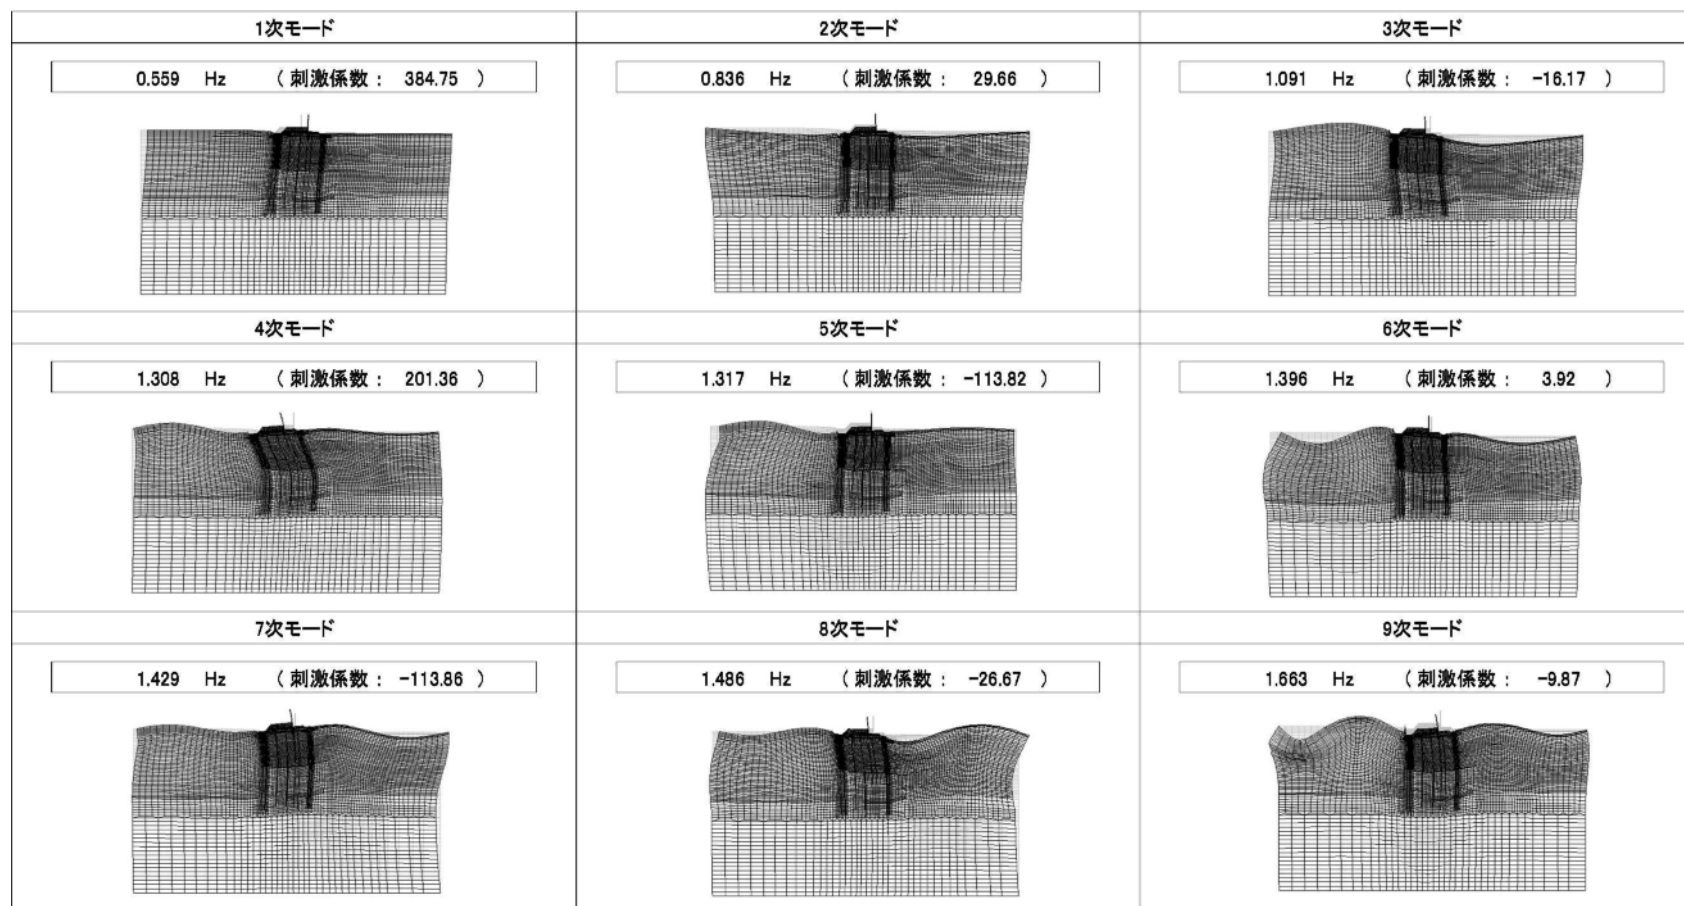 1次モード
2次モード
3次モード
0.559 Hz （ 刺激係数 ： 384.75 ）
0.836 Hz （ 刺激係数 ： 29.66 ）
1.091 Hz （ 刺激係数 ： -16.17 ）
4次モード
5次モード
6次モード
1.308 Hz （ 刺激係数 ： 201.36 ）
1.317 Hz （ 刺激係数 ： -113.82 ）
1.396 Hz （ 刺激係数 ： 3.92 ）
7次モード
8次モード
9次モード
1.429 Hz （ 刺激係数 ： -113.86 ）
1.486 Hz （ 刺激係数 ： -26.67 ）
1.663 Hz （ 刺激係数 ： -9.87 ）